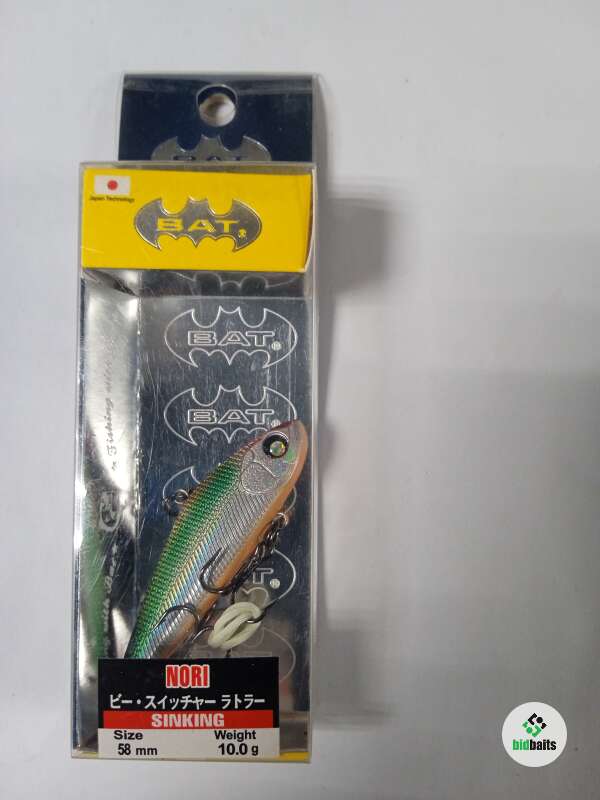 BAT
Japan Technology
BAT
BAT
BAT
NORI
ビー・スイッチャー ラトラー
SINKING
Size Weight
58 mm 10.0 g
bidbaits